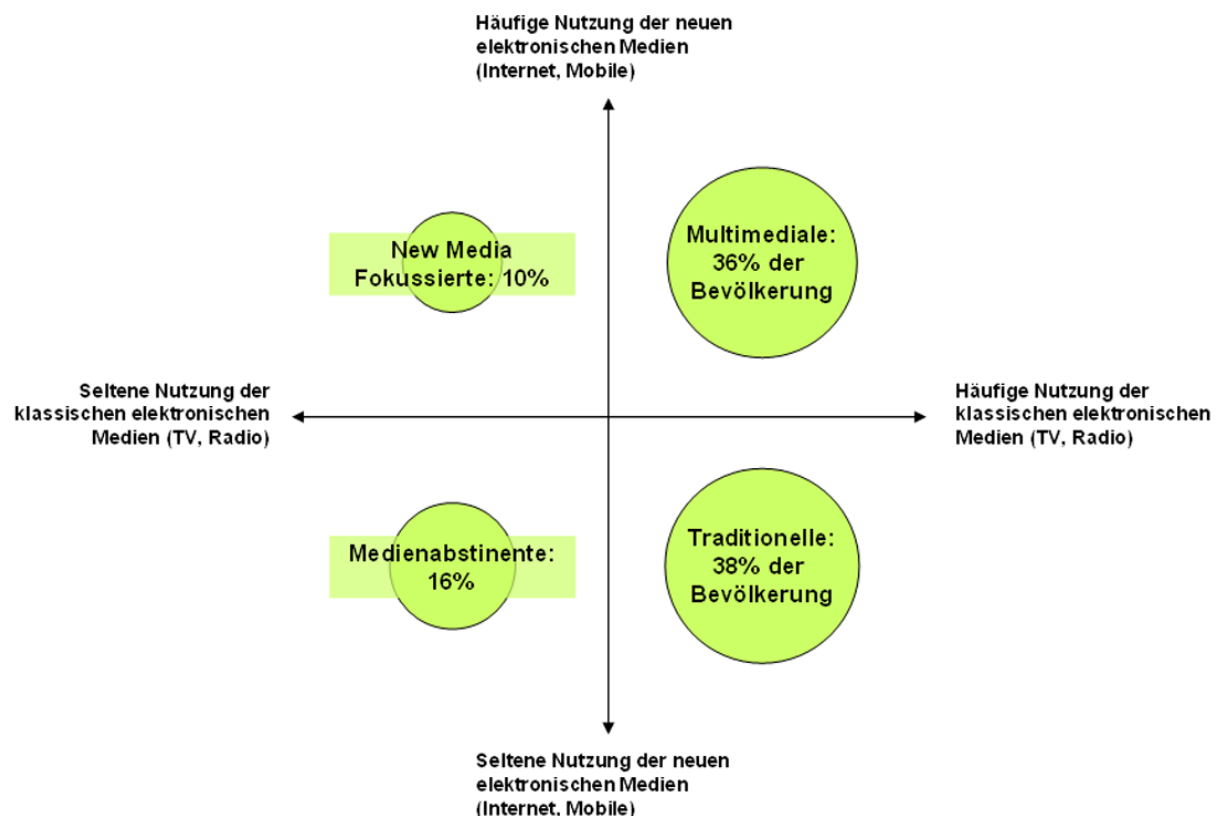 Häufige Nutzung der neuen
elektronischen Medien
(Internet, Mobile)
New Media
Fokussierte: 10%
Multimediale:
36% der
Bevölkerung
Seltene Nutzung der
klassischen elektronischen
Medien (TV, Radio)
Häufige Nutzung der
klassischen elektronischen
Medien (TV, Radio)
Medienabstinente:
16%
Traditionelle:
38% der
Bevölkerung
Seltene Nutzung der neuen
elektronischen Medien
(Internet, Mobile)